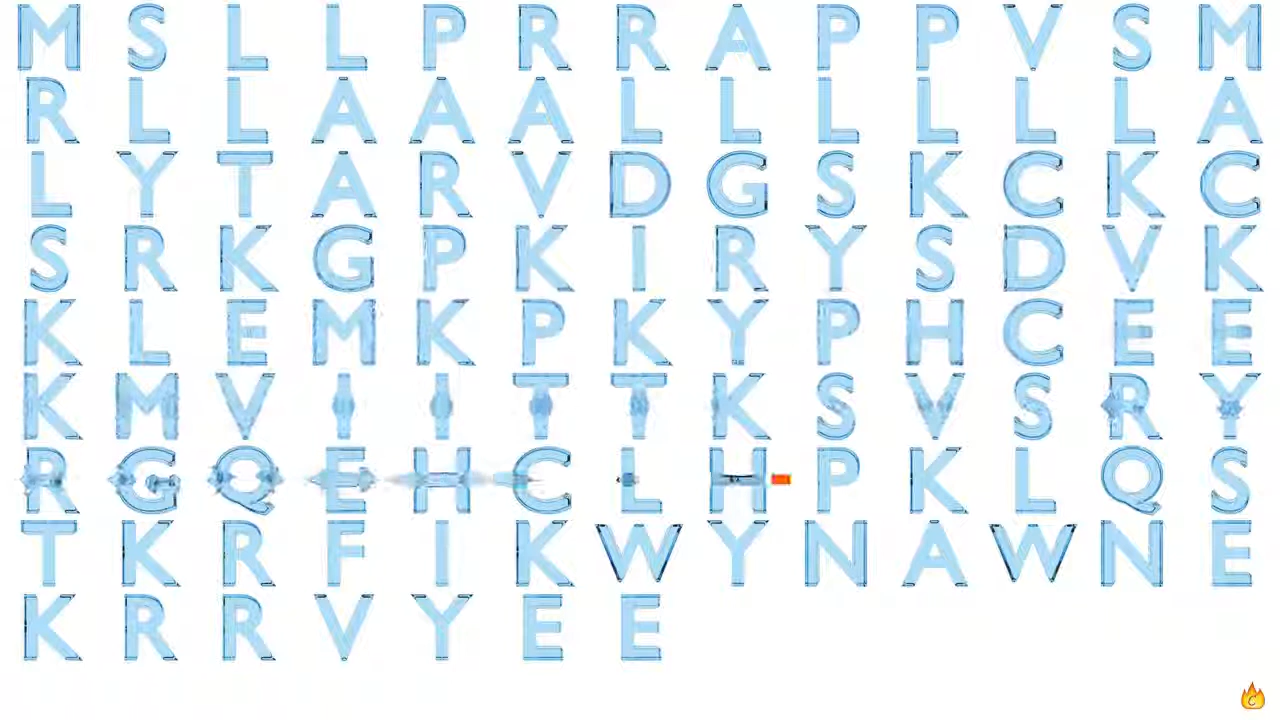 M S L L P R R A P P V S M
R L L A A A L L L L L L A
L Y T A R V D G S K C K C
S R K G P K I R Y S D V K
K L E M K P K Y P H C E E
K M V I I T T K S V S R Y
R G Q E H C L H P K L Q S
T K R F I K W Y N A W N E
K R R V Y E E